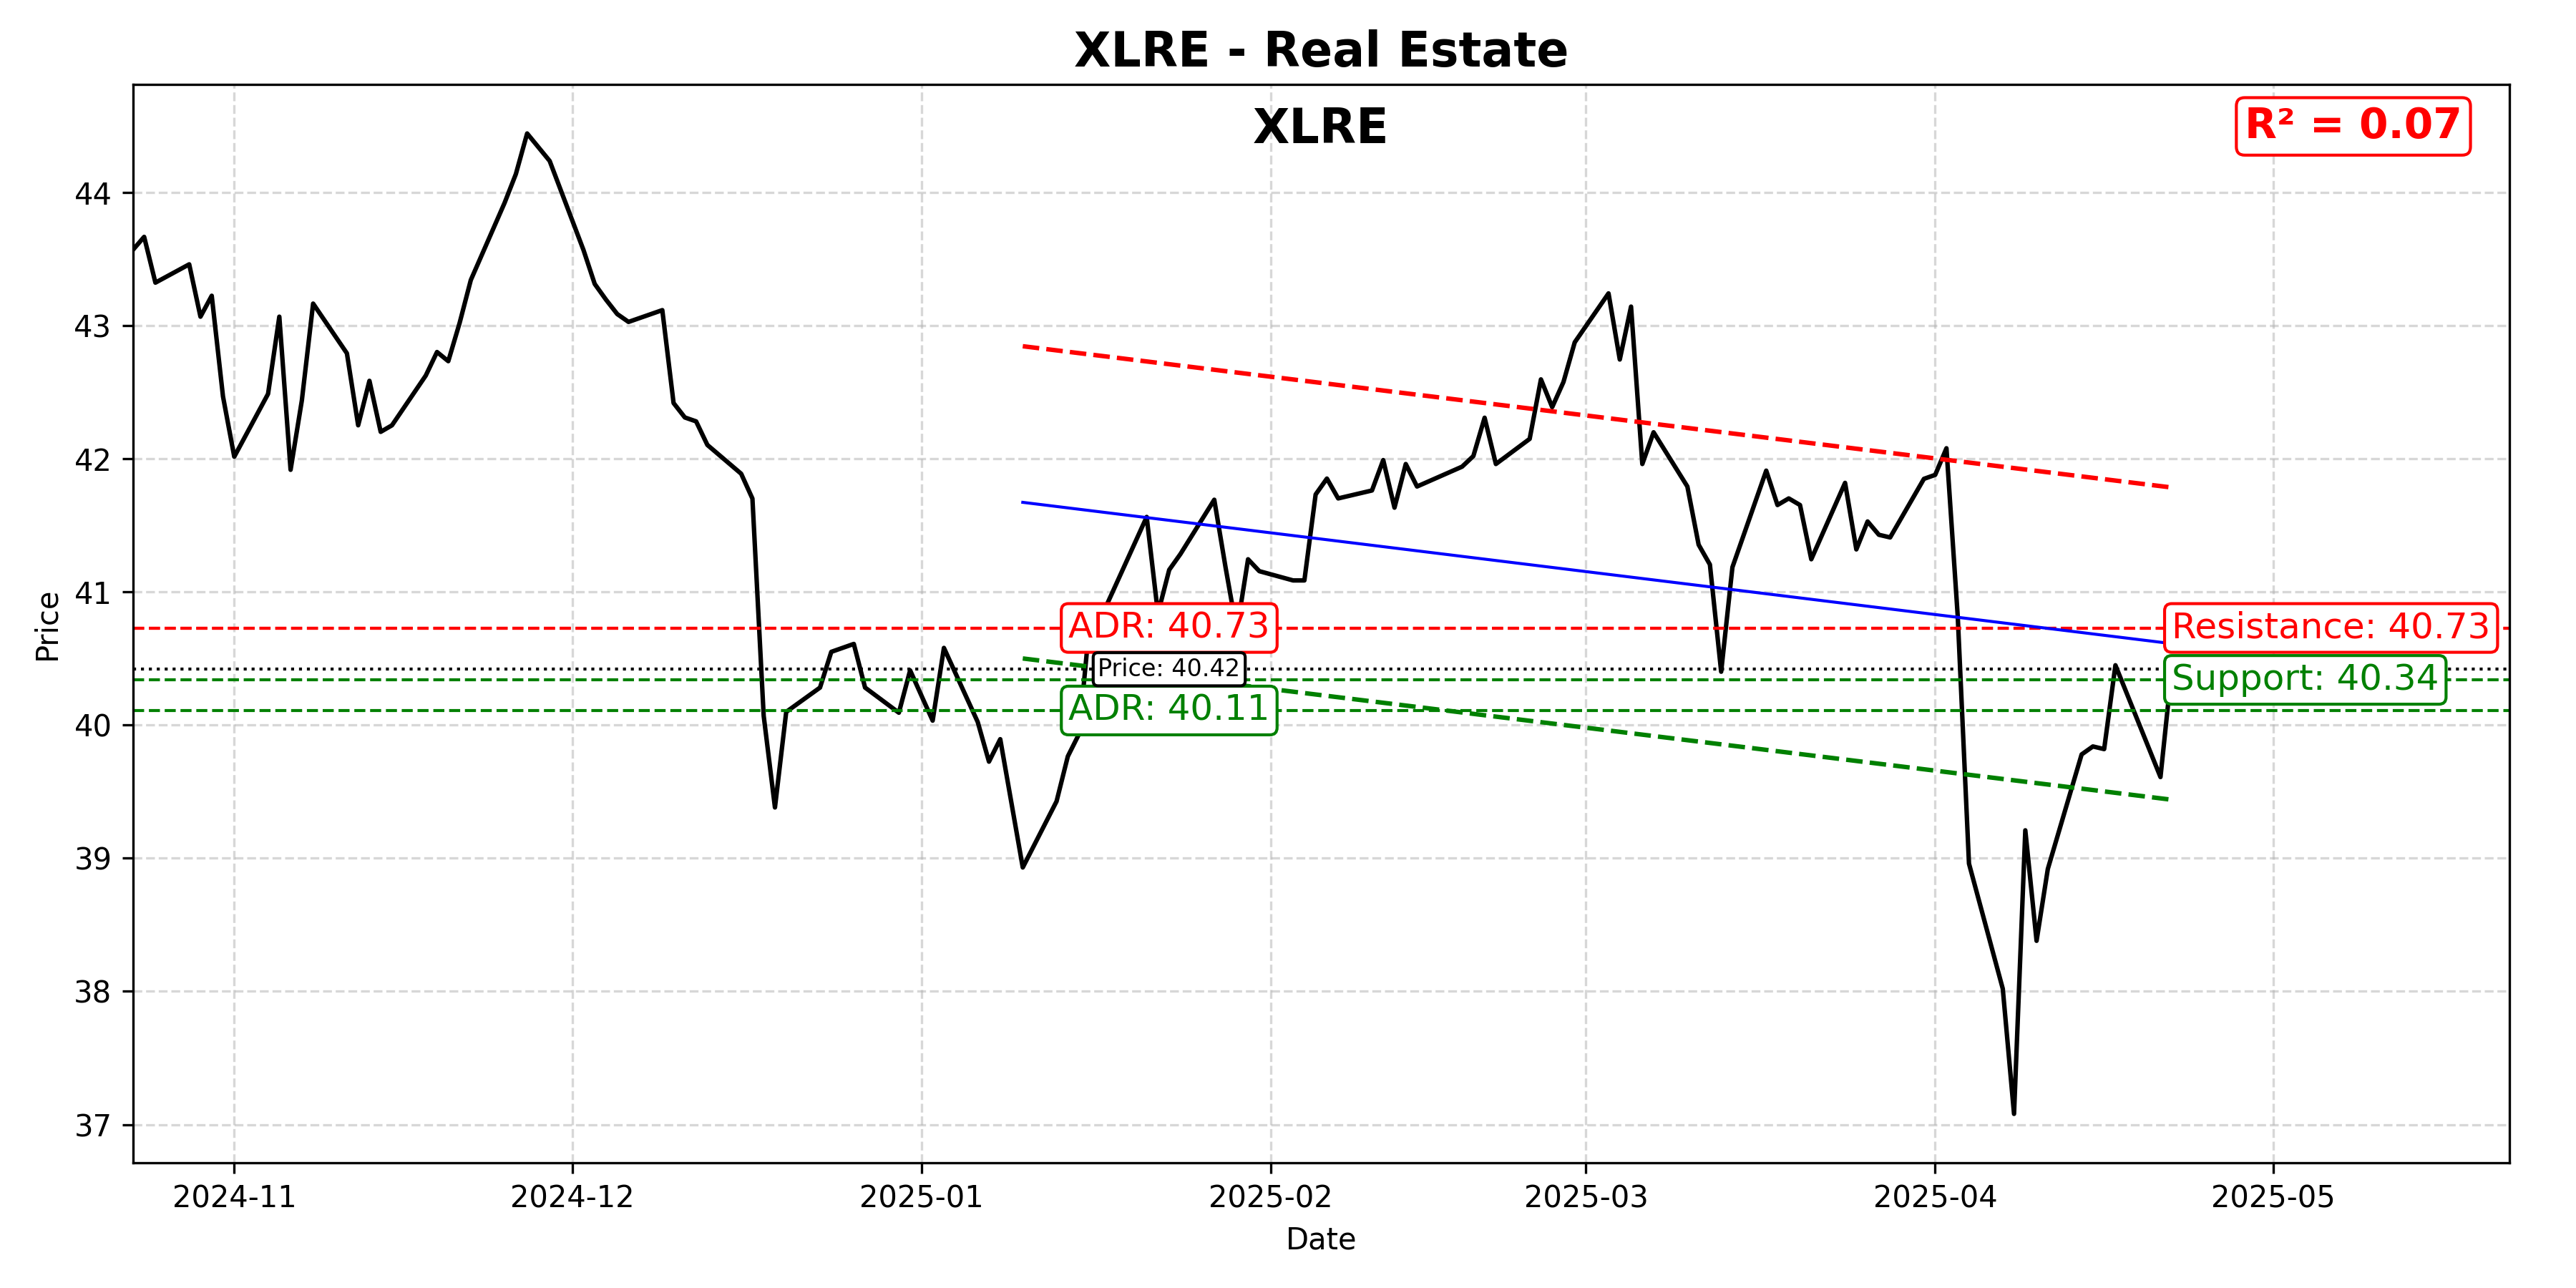 XLRE - Real Estate
XLRE
R² = 0.07
Price
44
43
42
41
40
39
38
37
ADR: 40.73
Price: 40.42
ADR: 40.11
Resistance: 40.73
Support: 40.34
2024-11
2024-12
2025-01
2025-02
2025-03
2025-04
2025-05
Date